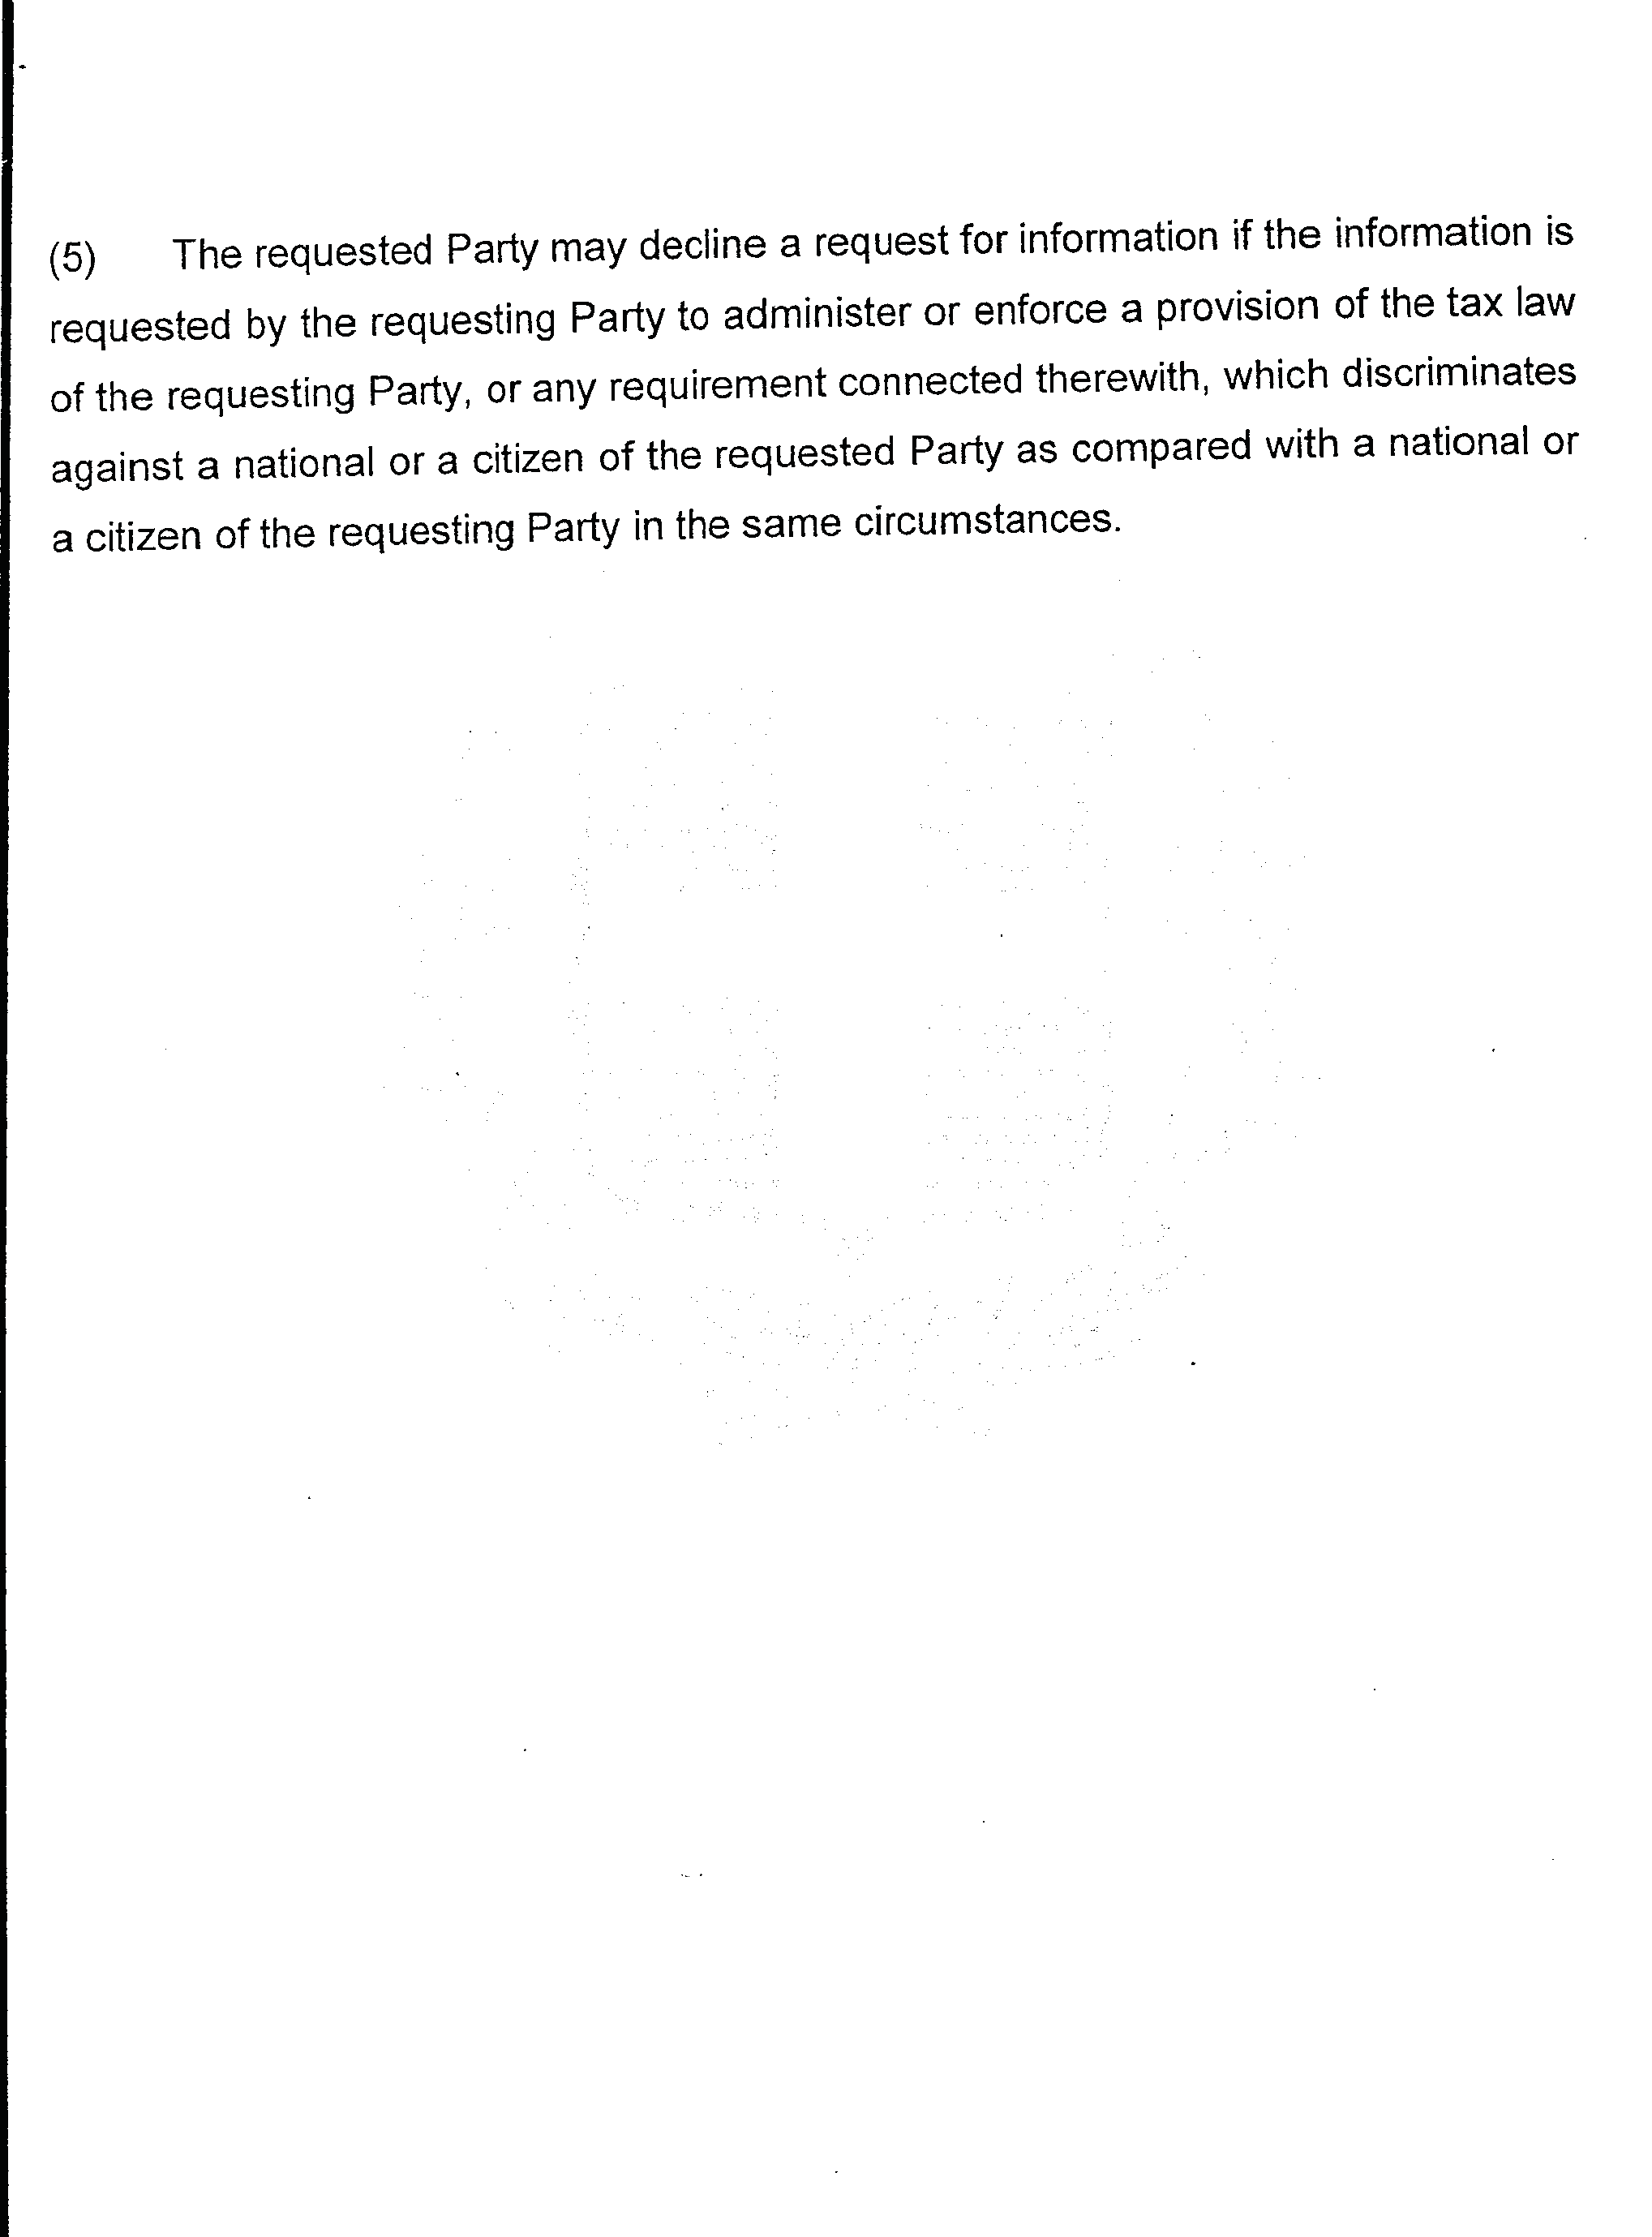 (5) The requested Party may decline a request for information if the information is
requested by the requesting Party to administer or enforce a provision of the tax law
of the requesting Party, or any requirement connected therewith, which discriminates
against a national or a citizen of the requested Party as compared with a national or
a citizen of the requesting Party in the same circumstances.